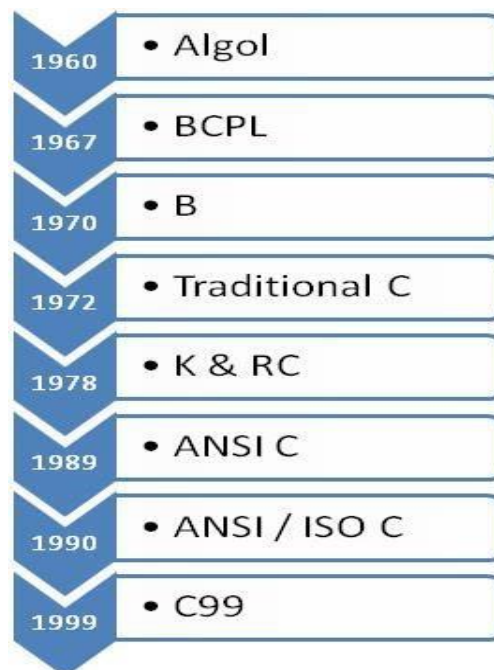 1960 • Algol
1967 • BCPL
1970 • B
1972 • Traditional C
1978 • K & RC
1989 • ANSI C
1990 • ANSI / ISO C
1999 • C99